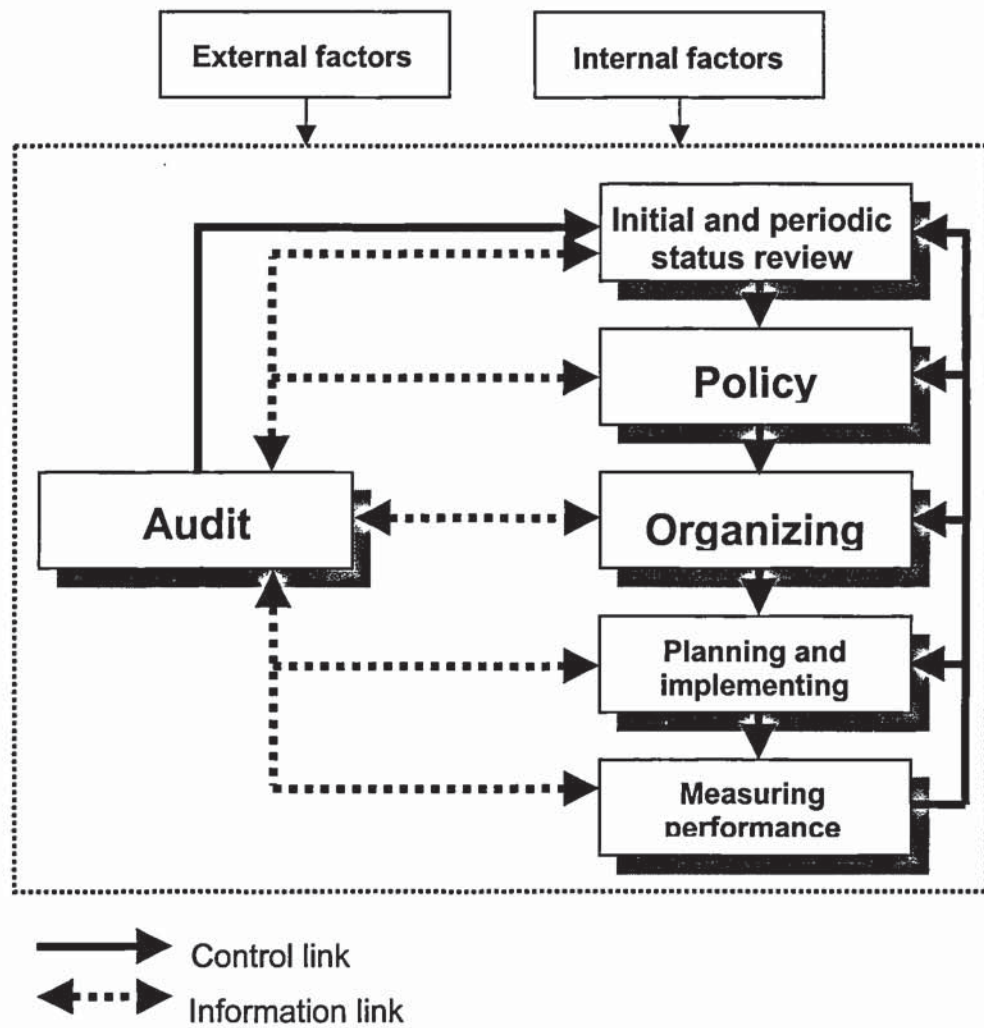 External factors
Internal factors
Initial and periodic
status review
Policy
Audit
Organizing
Planning and
implementing
Measuring
performance
Control link
Information link